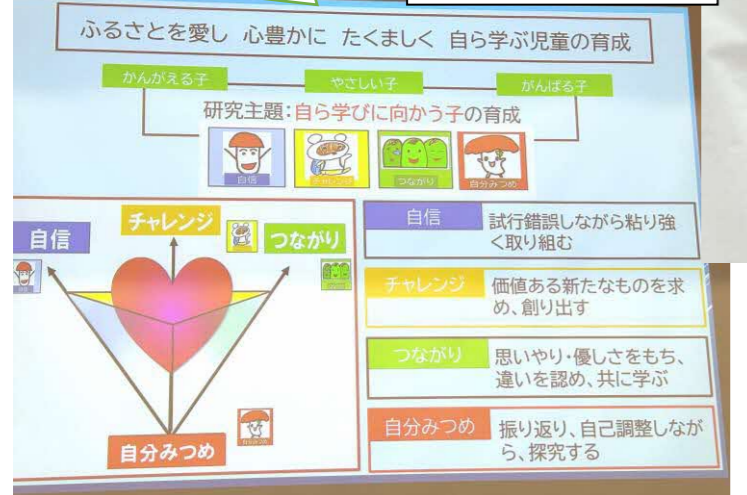 ふるさとを愛し 心豊かに たくましく 自ら学ぶ児童の育成
かんがえる子
やさしい子
がんばる子
研究主題:自ら学びに向かう子の育成
自信
チャレンジ
つながり
自分みつめ
自信
チャレンジ
つながり
自分みつめ
自信
試行錯誤しながら粘り強
く取り組む
チャレンジ
価値ある新たなものを求
め、創り出す
つながり
思いやり・優しさをもち、
違いを認め、共に学ぶ
自分みつめ
振り返り、自己調整しなが
ら、探究する